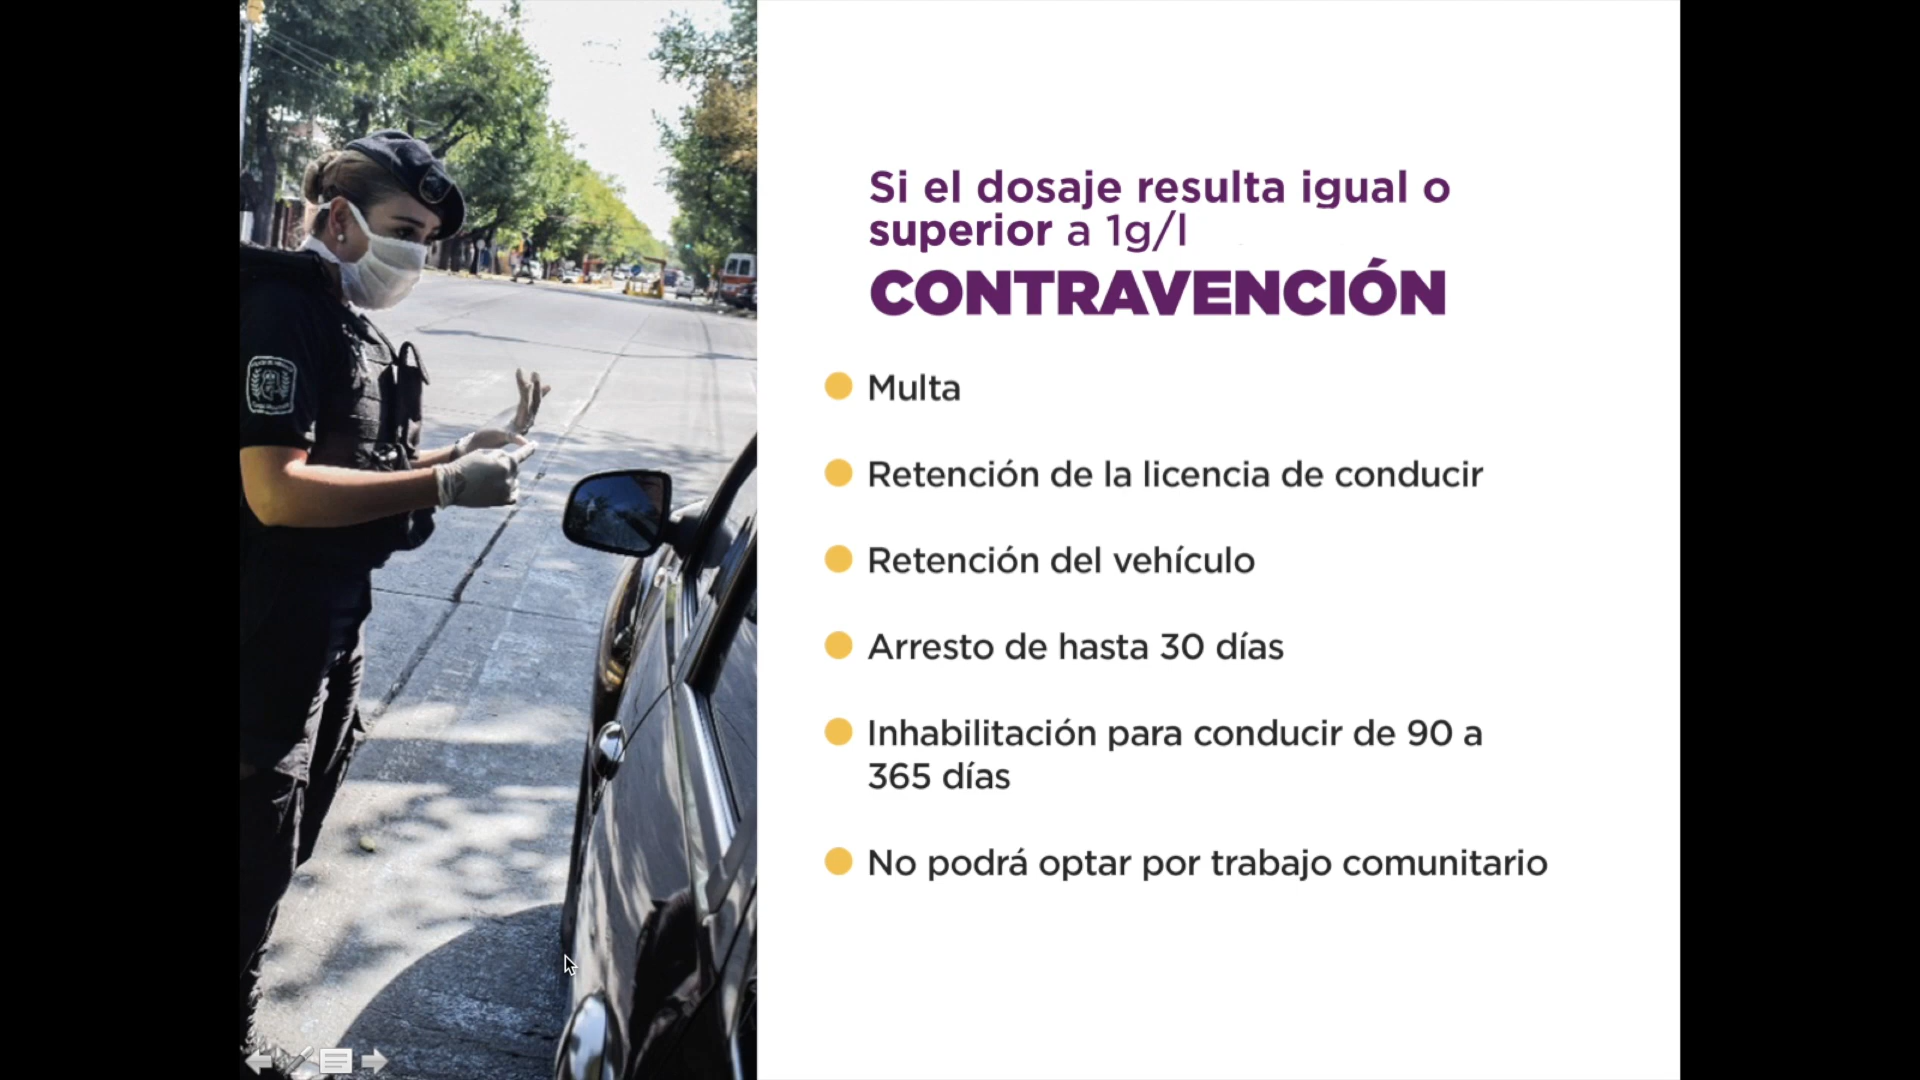 Si el dosaje resulta igual o
superior a 1g/l
CONTRAVENCIÓN
Multa
Retención de la licencia de conducir
Retención del vehículo
Arresto de hasta 30 días
Inhabilitación para conducir de 90 a
365 días
No podrá optar por trabajo comunitario